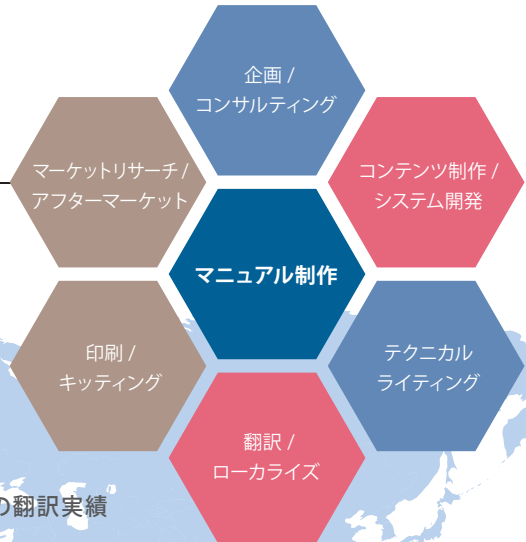 企画 /
コンサルティング
マーケットリサーチ /
アフターマーケット
コンテンツ制作 /
システム開発
マニュアル制作
印刷 /
キッティング
テクニカル
ライティング
翻訳 /
ローカライズ
の翻訳実績